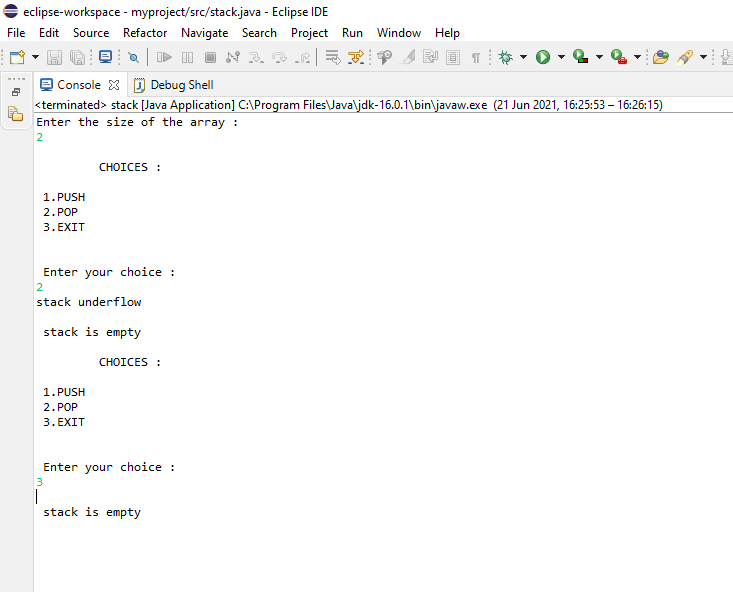 eclipse-workspace - myproject/src/stack.java - Eclipse IDE
File Edit Source Refactor Navigate Search Project Run Window Help
Console Debug Shell
<terminated> stack [Java Application] C:\Program Files\Java\jdk-16.0.1\bin\javaw.exe (21 Jun 2021, 16:25:53 – 16:26:15)
Enter the size of the array :
2
CHOICES :
1.PUSH
2.POP
3.EXIT
Enter your choice :
2
stack underflow
stack is empty
CHOICES :
1.PUSH
2.POP
3.EXIT
Enter your choice :
3
stack is empty